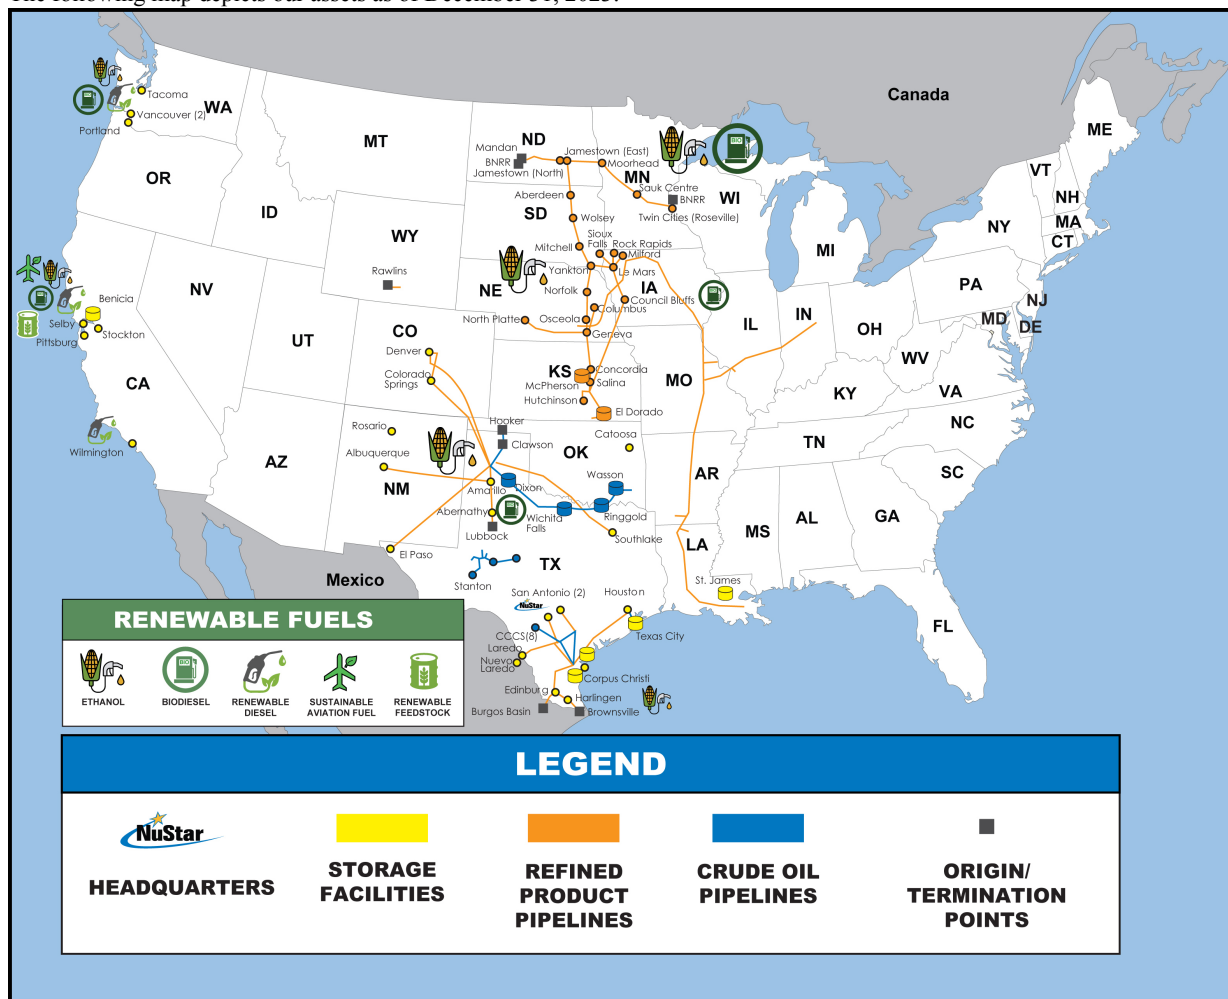 The following map depicts our assets as of December 31, 2023:
Canada
Tacoma
WA
Vancouver (2)
Portland
MT
ND
Mandan
BNRR
Jamestown (East)
Jamestown (North)
Moorhead
MN
BIO
ME
VT
NH
OR
ID
Aberdeen
SD
Sauk Centre
BNRR
WI
Twin Cities (Roseville)
NY
MA
CT
WY
Wolsey
Sioux
Falls
Rock Rapids
Mitchell
Milford
MI
Rawlins
Yankton
Le Mars
NE
IA
PA
NJ
NV
Benicia
Norfolk
Council Bluffs
Columbus
BIO
IL
IN
OH
MD
DE
Selby
Stockton
Pittsburg
UT
CO
North Platte
Osceola
Geneva
WV
Denver
KS
Concordia
McPherson
Salina
MO
VA
CA
Colorado
Springs
Hutchinson
KY
El Dorado
NC
Rosario
Hooker
Clawson
Catoosa
TN
Wilmington
Albuquerque
OK
AZ
NM
Wasson
AR
SC
Amarillo
Dixon
Abernathy
Wichita
Falls
Ringgold
MS
AL
GA
Lubbock
Southlake
LA
El Paso
Mexico
TX
Stanton
St. James
San Antonio (2)
Houston
NuStar
CCCS(8)
Texas City
FL
Laredo
Nuevo
Laredo
Corpus Christi
Edinburg
Harlingen
Burgos Basin
Brownsville
RENEWABLE FUELS
BIO
ETHANOL
BIODIESEL
RENEWABLE
DIESEL
SUSTAINABLE
AVIATION FUEL
RENEWABLE
FEEDSTOCK
LEGEND
NuStar
HEADQUARTERS
STORAGE
FACILITIES
REFINED
PRODUCT
PIPELINES
CRUDE OIL
PIPELINES
ORIGIN/
TERMINATION
POINTS